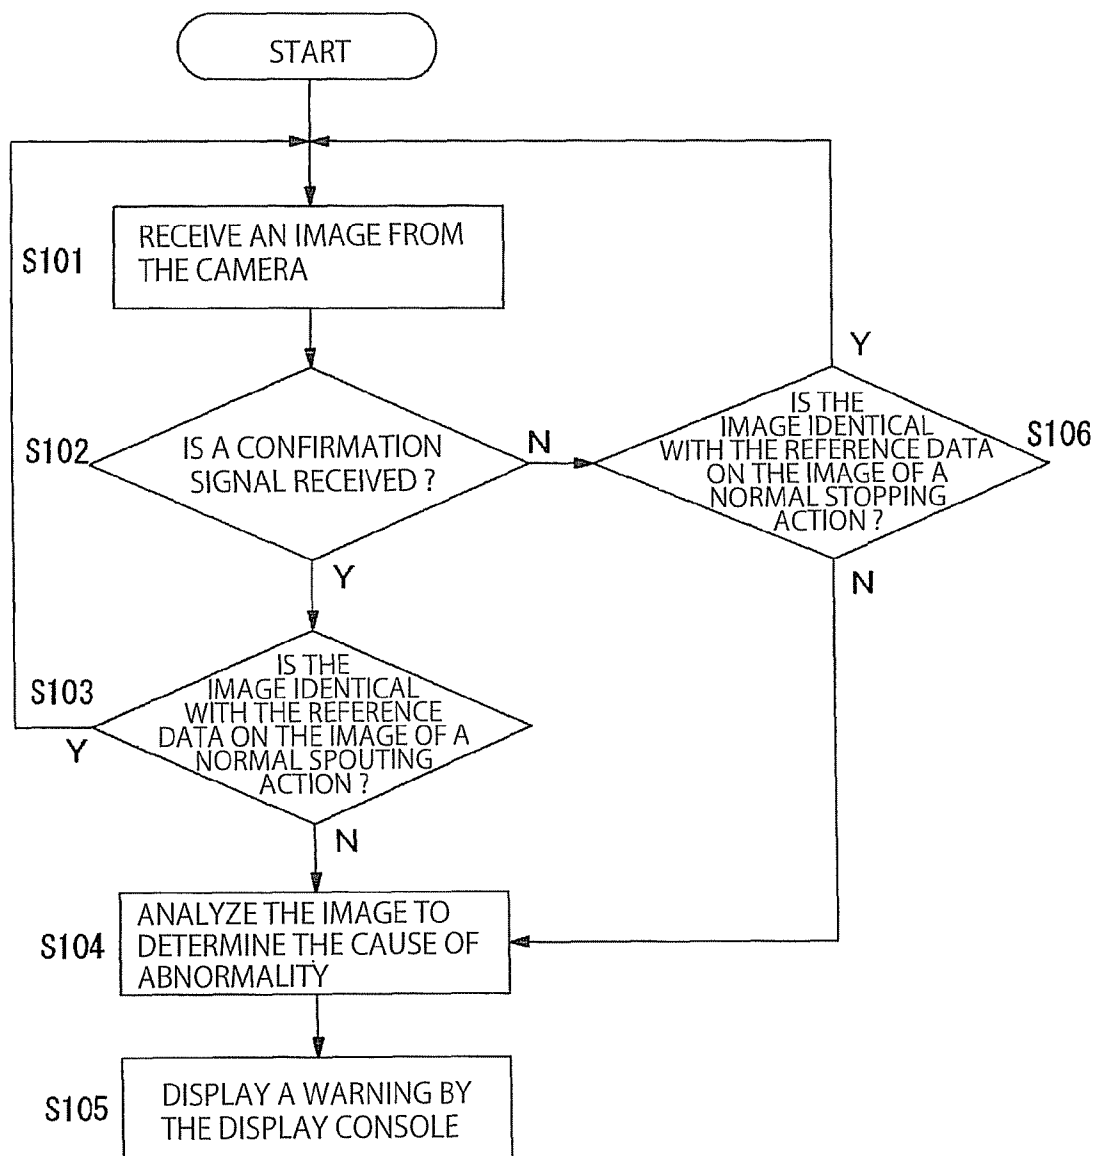 START
S101
RECEIVE AN IMAGE FROM
THE CAMERA
S102
IS A CONFIRMATION
SIGNAL RECEIVED ?
N
Y
Y
IS THE
IMAGE IDENTICAL
WITH THE REFERENCE DATA
ON THE IMAGE OF A
NORMAL STOPPING
ACTION ?
S106
N
S103
IS THE
IMAGE IDENTICAL
WITH THE REFERENCE
DATA ON THE IMAGE OF A
NORMAL SPOUTING
ACTION ?
Y
N
S104
ANALYZE THE IMAGE TO
DETERMINE THE CAUSE OF
ABNORMALITY
S105
DISPLAY A WARNING BY
THE DISPLAY CONSOLE